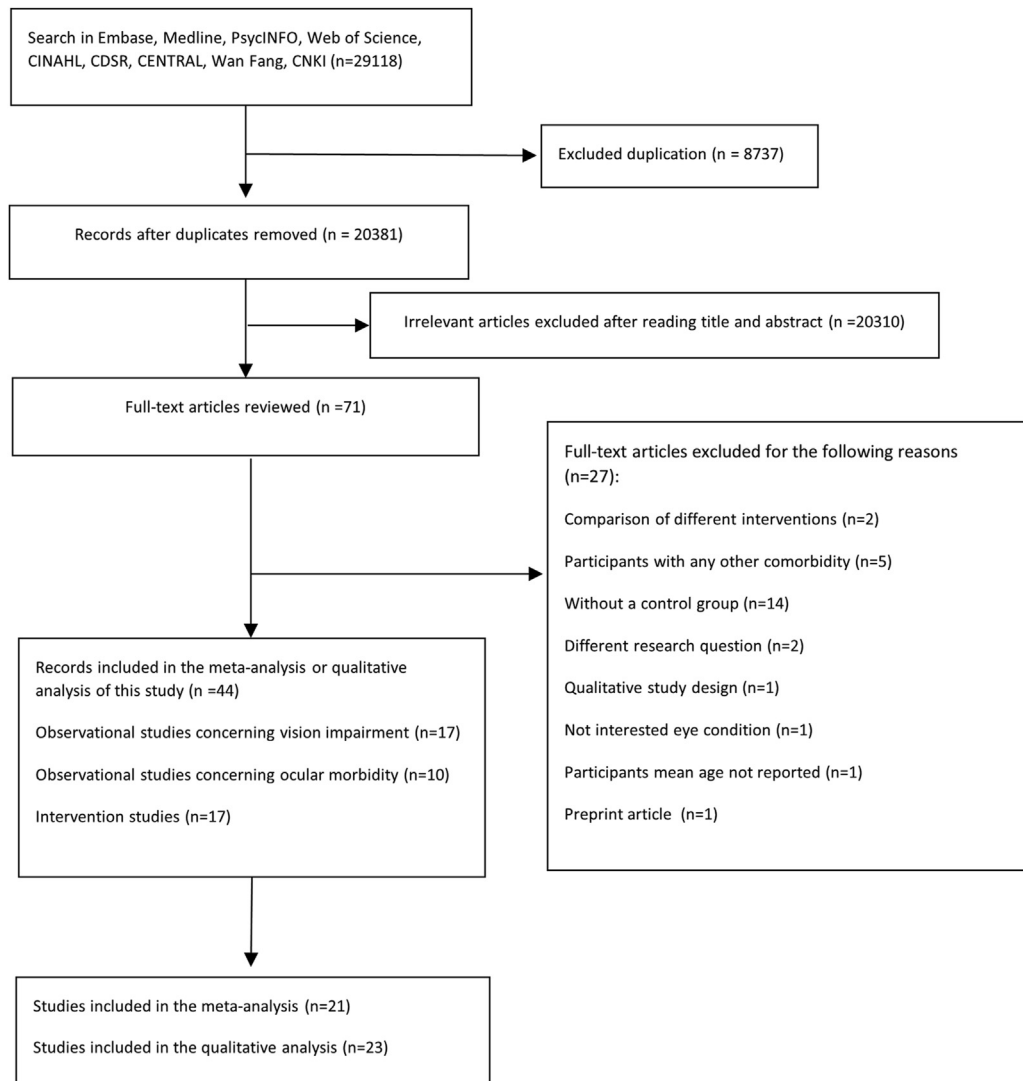 Search in Embase, Medline, PsycINFO, Web of Science,
CINAHL, CDSR, CENTRAL, Wan Fang, CNKI (n=29118)
Excluded duplication (n = 8737)
Records after duplicates removed (n = 20381)
Irrelevant articles excluded after reading title and abstract (n =20310)
Full-text articles reviewed (n =71)
Full-text articles excluded for the following reasons
(n=27):
Comparison of different interventions (n=2)
Participants with any other comorbidity (n=5)
Without a control group (n=14)
Different research question (n=2)
Qualitative study design (n=1)
Not interested eye condition (n=1)
Participants mean age not reported (n=1)
Preprint article (n=1)
Records included in the meta-analysis or qualitative
analysis of this study (n =44)
Observational studies concerning vision impairment (n=17)
Observational studies concerning ocular morbidity (n=10)
Intervention studies (n=17)
Studies included in the meta-analysis (n=21)
Studies included in the qualitative analysis (n=23)